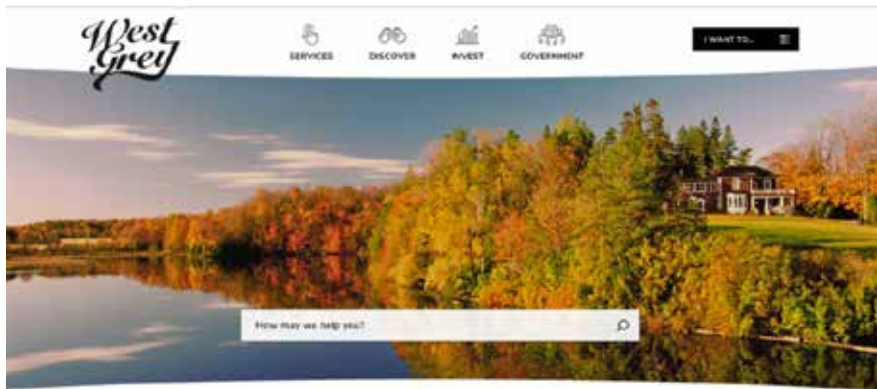 West
Grey
SERVICES
DISCOVER
INVEST
GOVERNMENT
I WANT TO...
How may we help you?